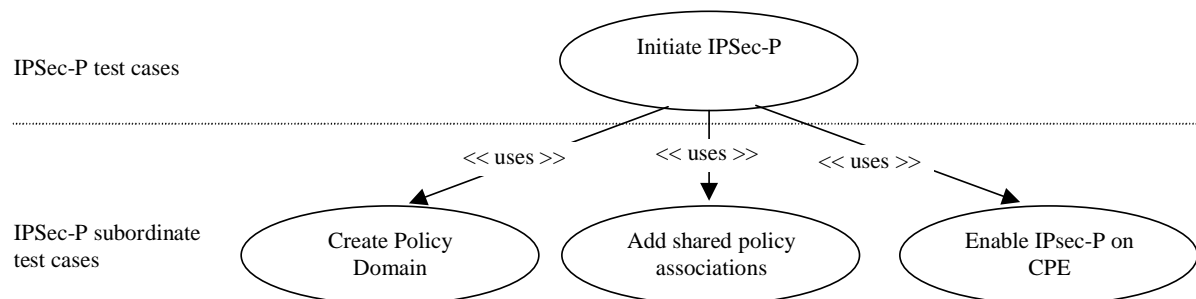 Initiate IPSec-P
IPSec-P test cases
<< uses >>
<< uses >>
<< uses >>
IPSec-P subordinate
test cases
Create Policy
Domain
Add shared policy
associations
Enable IPsec-P on
CPE